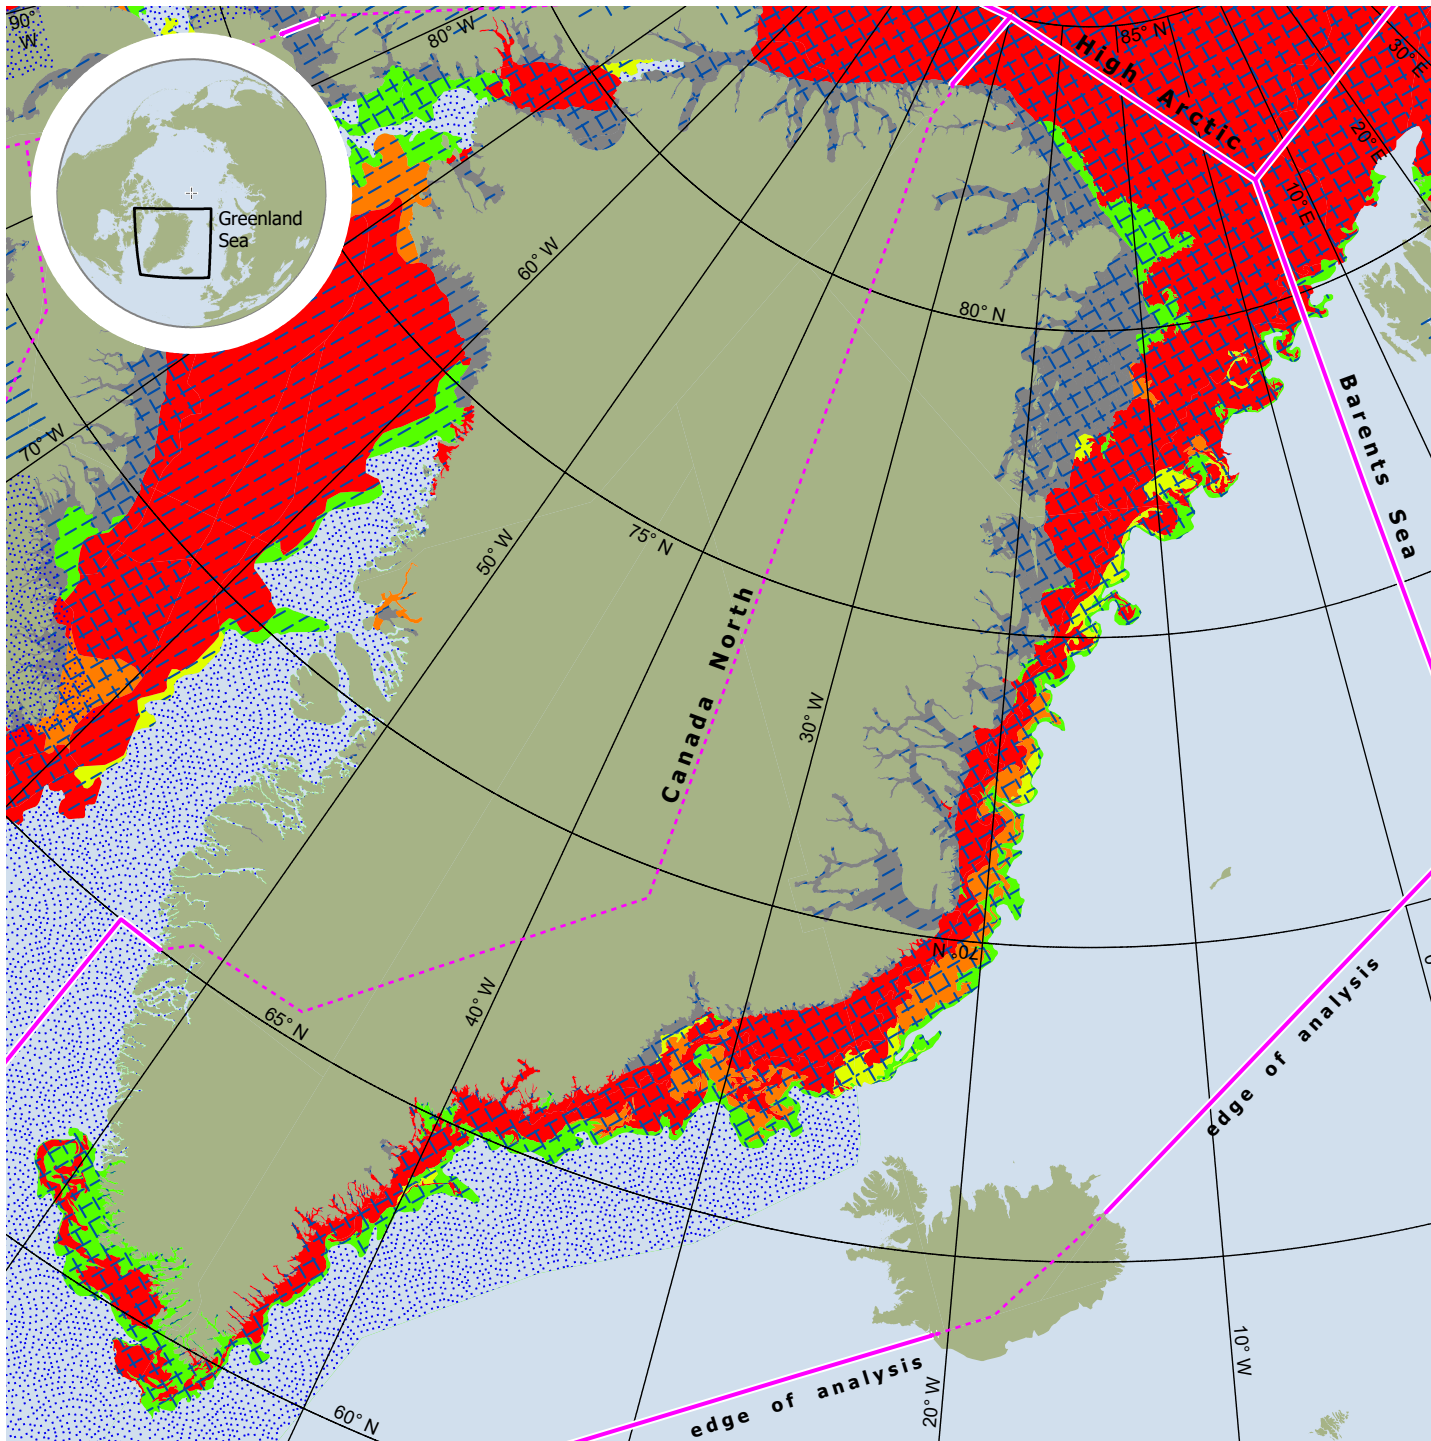 90°
W
80° W
85° N
30° E
High Arctic
20° E
10° E
Greenland
Sea
60° W
80° N
70° W
Barents Sea
50° W
75° N
Canada North
30° W
70° N
edge of analysis
40° W
65° N
0°
10° W
edge of analysis
20° W
60° N